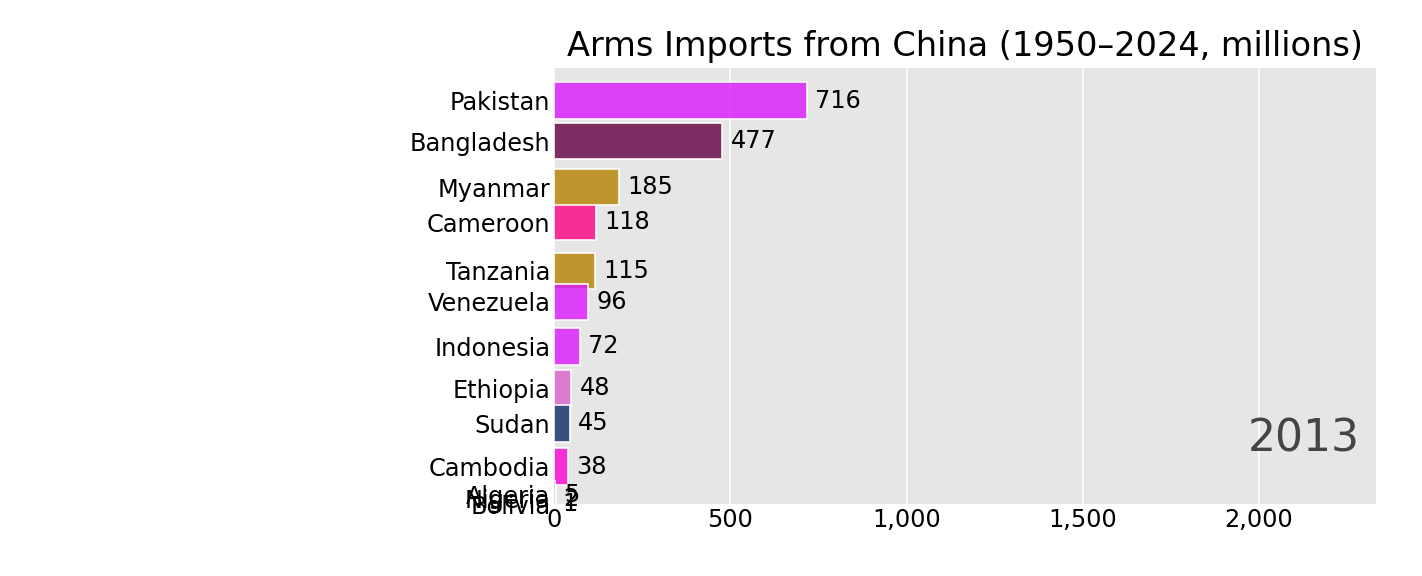 Arms Imports from China (1950–2024, millions)
Pakistan 716
Bangladesh 477
Myanmar 185
Cameroon 118
Tanzania 115
Venezuela 96
Indonesia 72
Ethiopia 48
Sudan 45
2013
Cambodia 38
Algeria 5
Bolivia 1
0 500 1,000 1,500 2,000